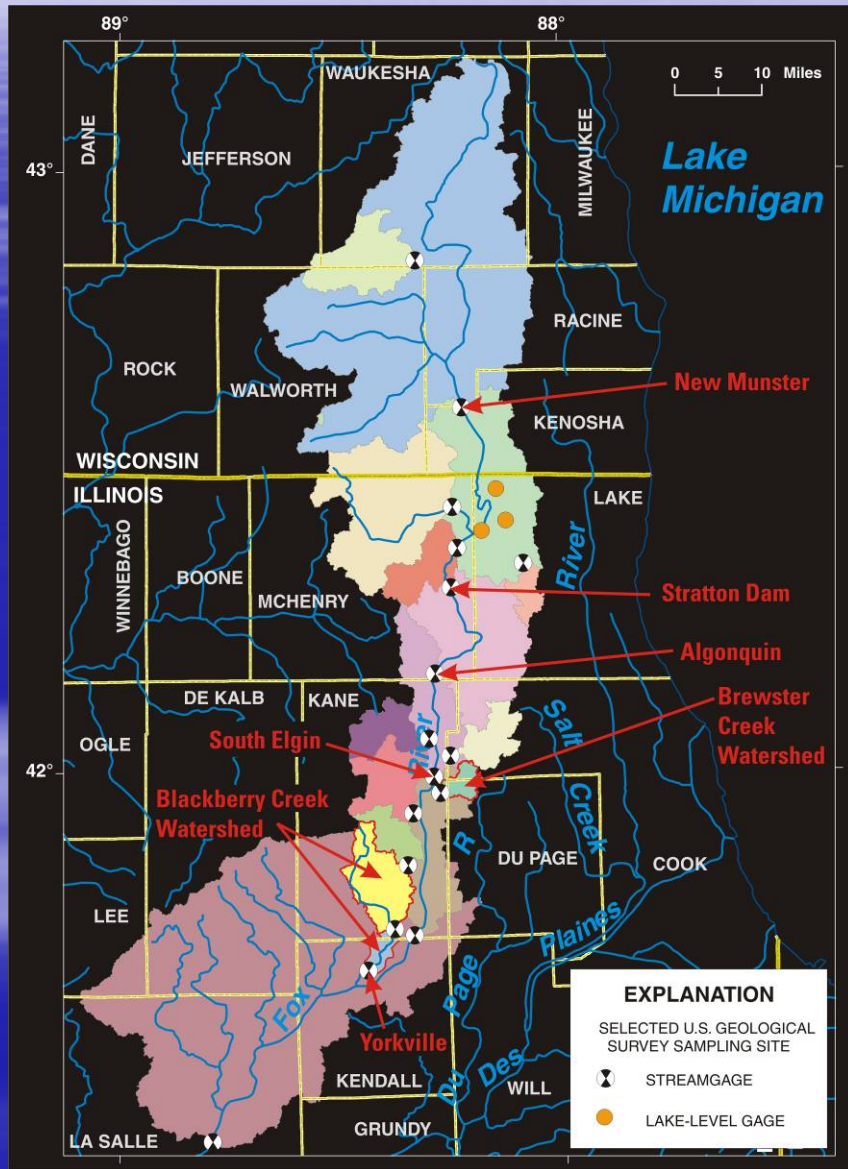 89°
88°
WAUKESHA
0 5 10 Miles
DANE
JEFFERSON
MILWAUKEE
Lake
Michigan
43°
RACINE
ROCK
WALWORTH
New Munster
KENOSHA
WISCONSIN
ILLINOIS
LAKE
WINNEBAGO
BOONE
MCHENRY
River
Stratton Dam
Algonquin
DE KALB
KANE
Brewster
Creek
Watershed
OGLE
South Elgin
River
Salt
Creek
42°
Blackberry Creek
Watershed
R
DU PAGE
COOK
LEE
Plaines
Page
Fox
Yorkville
Du
Des
KENDALL
WILL
GRUNDY
LA SALLE
EXPLANATION
SELECTED U.S. GEOLOGICAL
SURVEY SAMPLING SITE
STREAMGAGE
LAKE-LEVEL GAGE